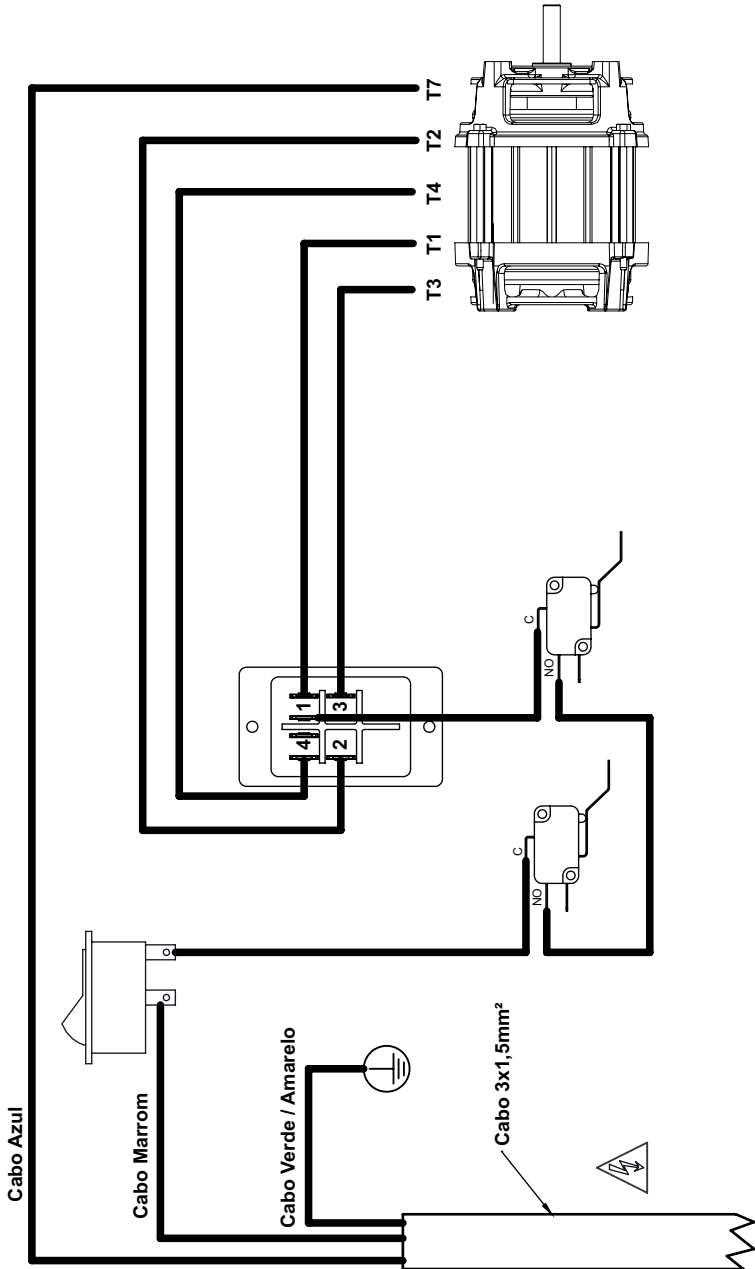 Cabo Azul
Cabo Marrom
Cabo Verde / Amarelo
Cabo 3x1,5mm²
C
NO
C
NO
4
1
2
3
T7
T2
T4
T1
T3